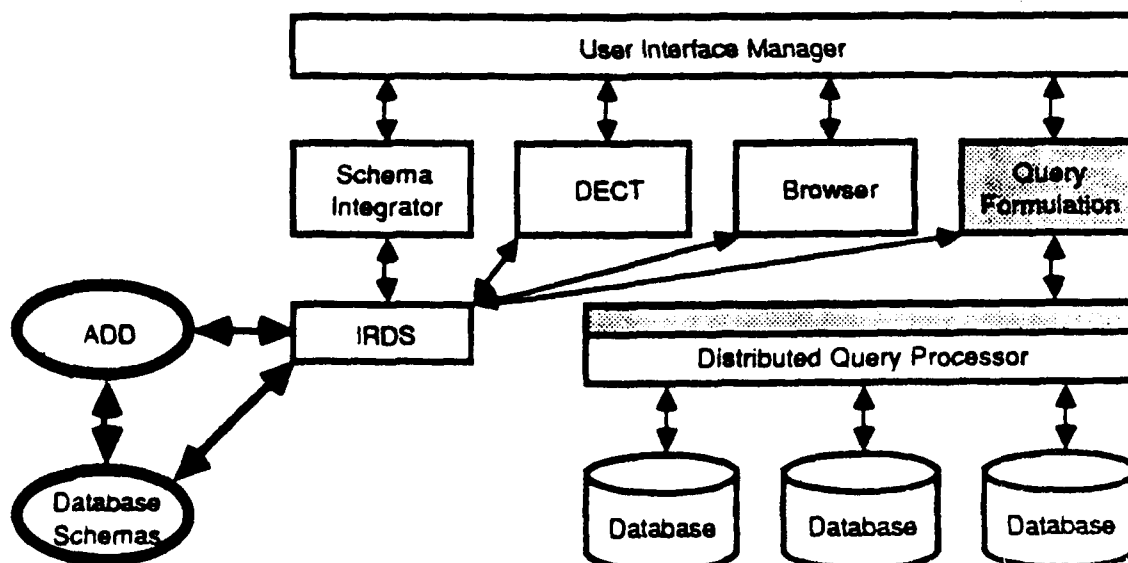 User Interface Manager
Schema
Integrator
DECT
Browser
Query
Formulation
ADD
IRDS
Distributed Query Processor
Database
Schemas
Database
Database
Database